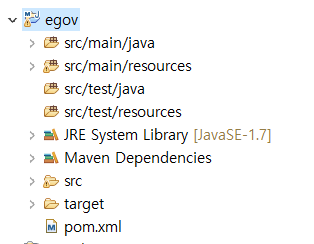 egov
src/main/java
src/main/resources
src/test/java
src/test/resources
JRE System Library [JavaSE-1.7]
Maven Dependencies
src
target
pom.xml